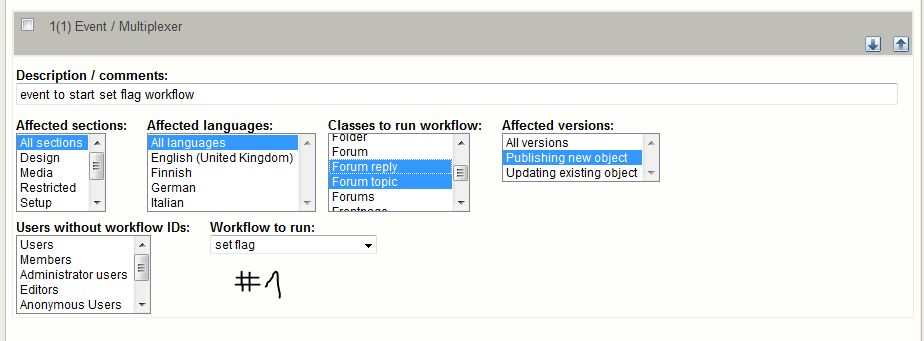 1(1) Event / Multiplexer
Description / comments:
event to start set flag workflow
Affected sections: Affected languages: Classes to run workflow: Affected versions:
All sections All languages Folder All versions
Design English (United Kingdom) Forum Publishing new object
Media Finnish Forum reply Updating existing object
Restricted German Forum topic
Setup Italian Forums
Frontpage
Users without workflow IDs: Workflow to run:
Users set flag
Members
Administrator users
Editors
Anonymous Users
#1